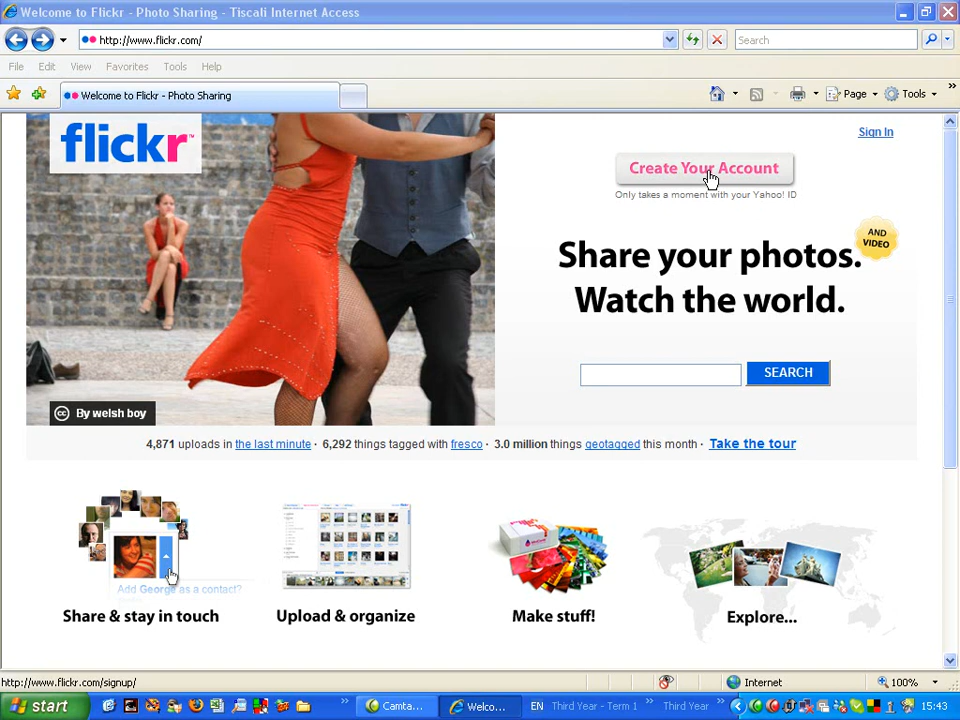 Welcome to Flickr - Photo Sharing - Tiscali Internet Access
http://www.flickr.com/
Search
File Edit View Favorites Tools Help
Welcome to Flickr - Photo Sharing
Page
Tools
flickr™
Sign In
Create Your Account
Only takes a moment with your Yahoo! ID
AND
VIDEO
Share your photos.
Watch the world.
SEARCH
cc By welsh boy
4,871 uploads in the last minute · 6,292 things tagged with fresco · 3.0 million things geotagged this month · Take the tour
flickr
Add George as a contact?
Share & stay in touch
Upload & organize
Make stuff!
Explore...
http://www.flickr.com/signup/
Internet
100%
start
Camta...
Welco...
EN
Third Year - Term 1
Third Year
15:43